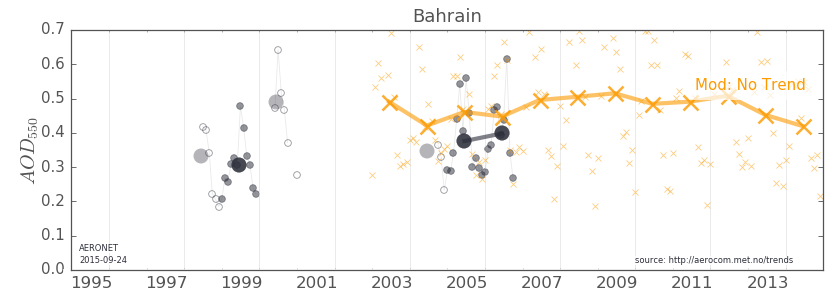 Bahrain
0.7
0.6
0.5
0.4
0.3
0.2
0.1
0.0
AOD550
Mod: No Trend
AERONET
2015-09-24
source: http://aerocom.met.no/trends
1995 1997 1999 2001 2003 2005 2007 2009 2011 2013